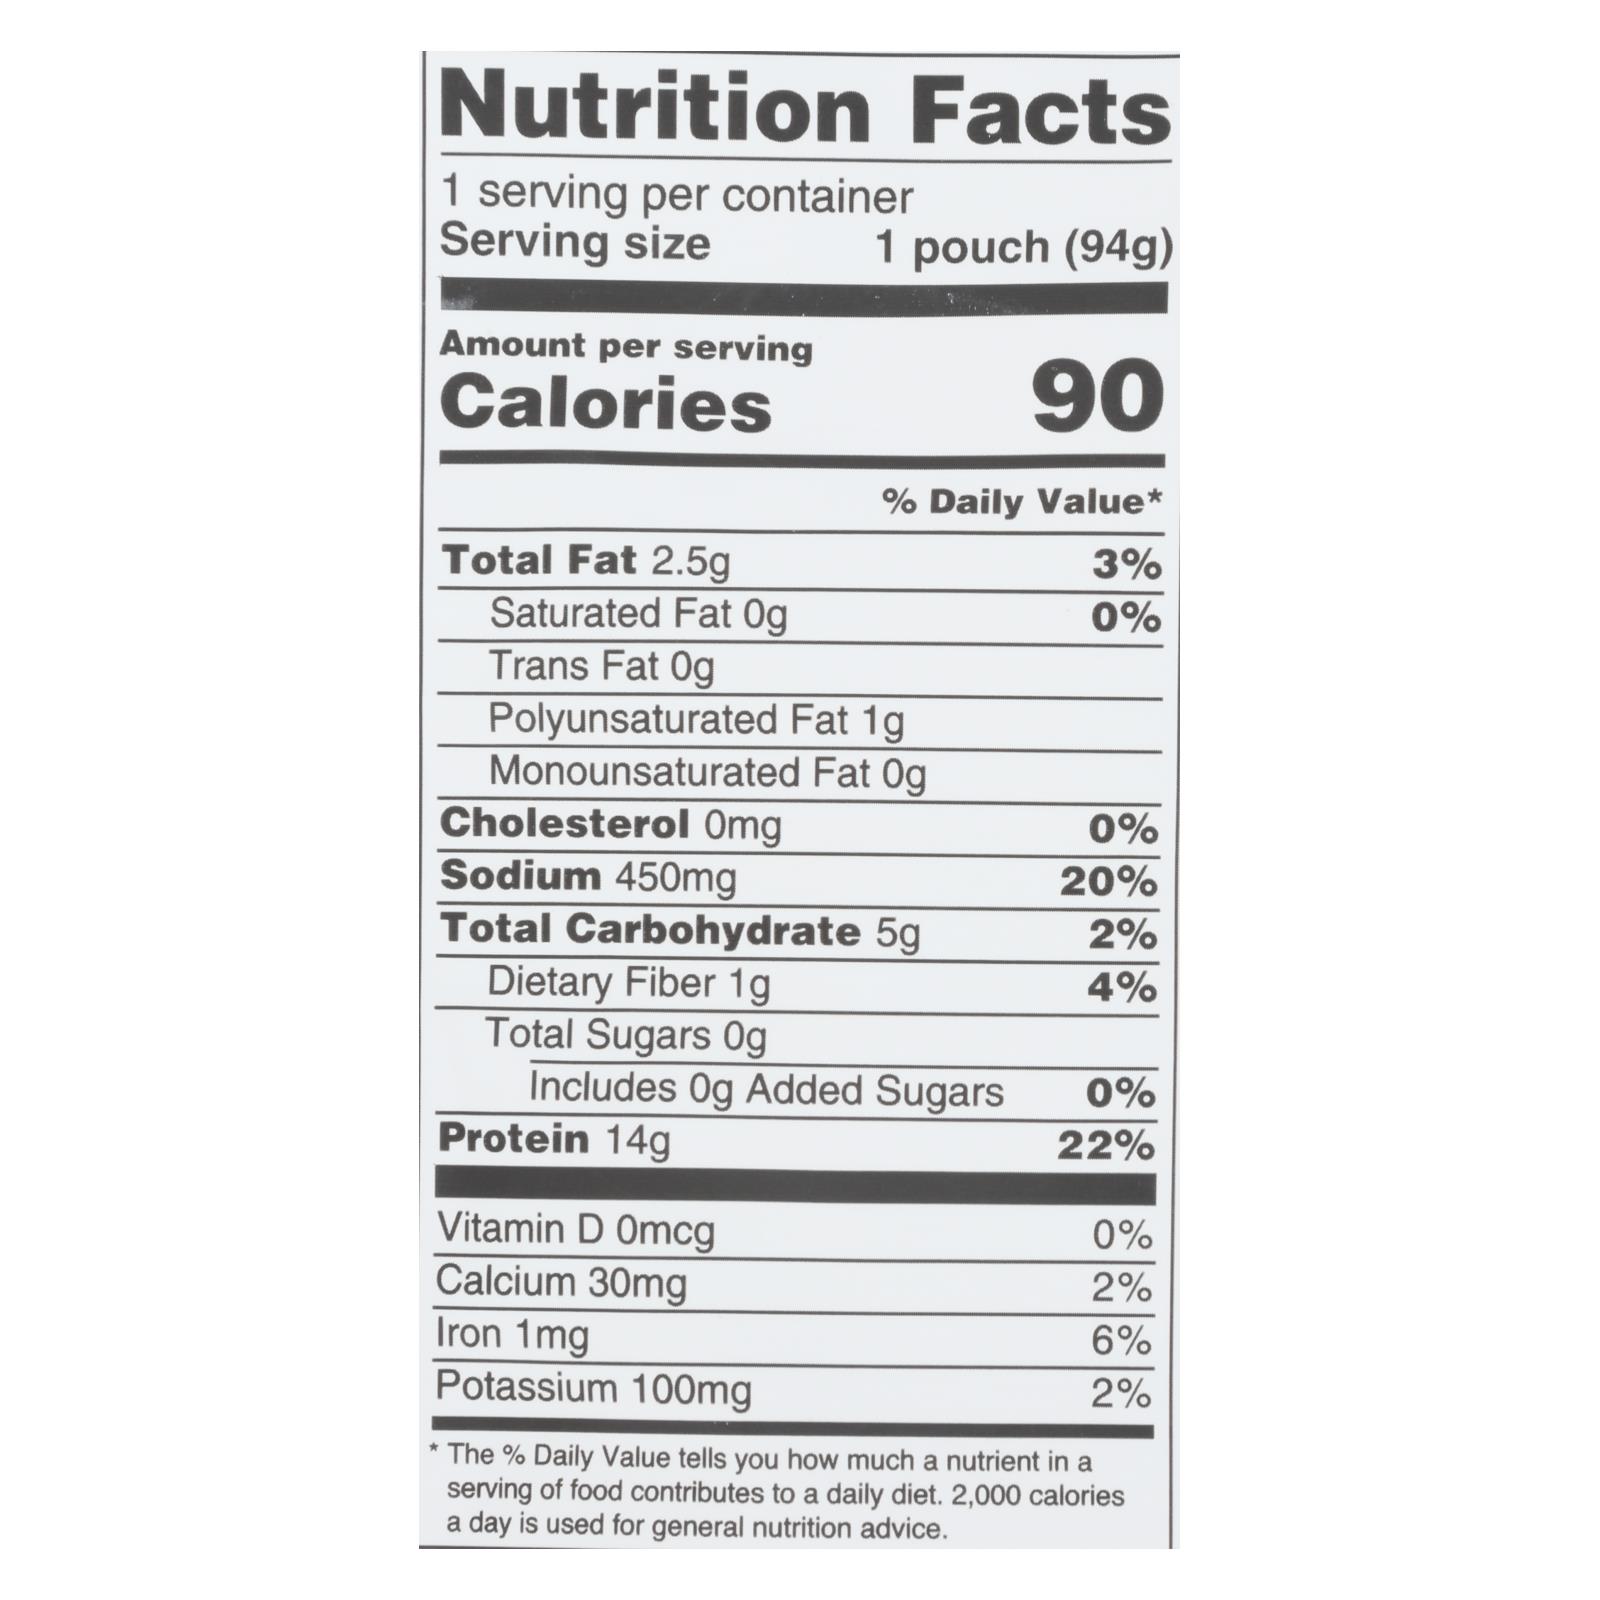 Nutrition Facts
1 serving per container
Serving size 1 pouch (94g)
Amount per serving
Calories 90
% Daily Value*
Total Fat 2.5g 3%
Saturated Fat 0g 0%
Trans Fat 0g
Polyunsaturated Fat 1g
Monounsaturated Fat 0g
Cholesterol 0mg 0%
Sodium 450mg 20%
Total Carbohydrate 5g 2%
Dietary Fiber 1g 4%
Total Sugars 0g
Includes 0g Added Sugars 0%
Protein 14g 22%
Vitamin D 0mcg 0%
Calcium 30mg 2%
Iron 1mg 6%
Potassium 100mg 2%
* The % Daily Value tells you how much a nutrient in a
serving of food contributes to a daily diet. 2,000 calories
a day is used for general nutrition advice.